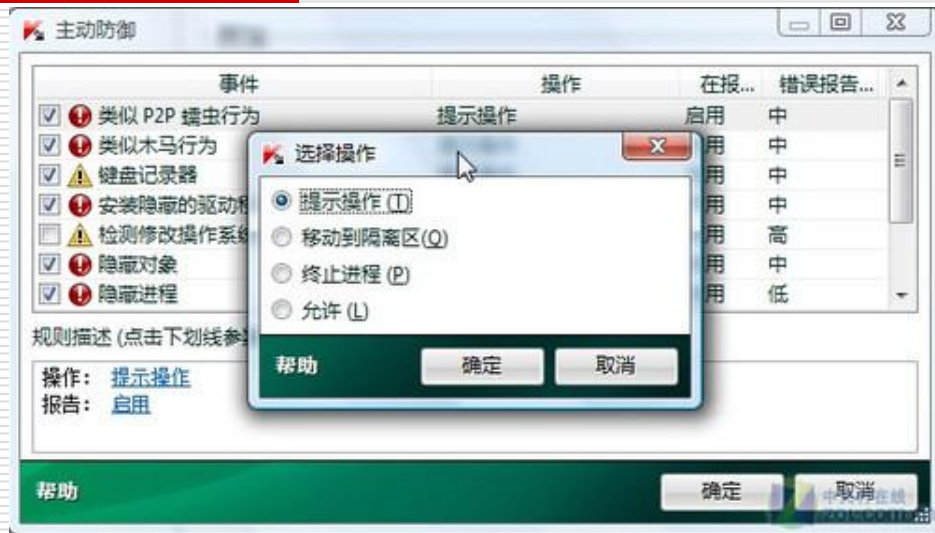 主动防御
事件 操作 在报... 错误报告...
类似 P2P 蠕虫行为 提示操作 启用 中
类似木马行为 用 中
键盘记录器 用 中
安装隐藏的驱动程 用 中
检测修改操作系统 用 高
隐藏对象 用 中
隐藏进程 用 低
选择操作
提示操作 (T)
移动到隔离区(Q)
终止进程 (P)
允许 (L)
帮助 确定 取消
规则描述 (点击下划线参
操作： 提示操作
报告： 启用
帮助 确定 取消
zol.com